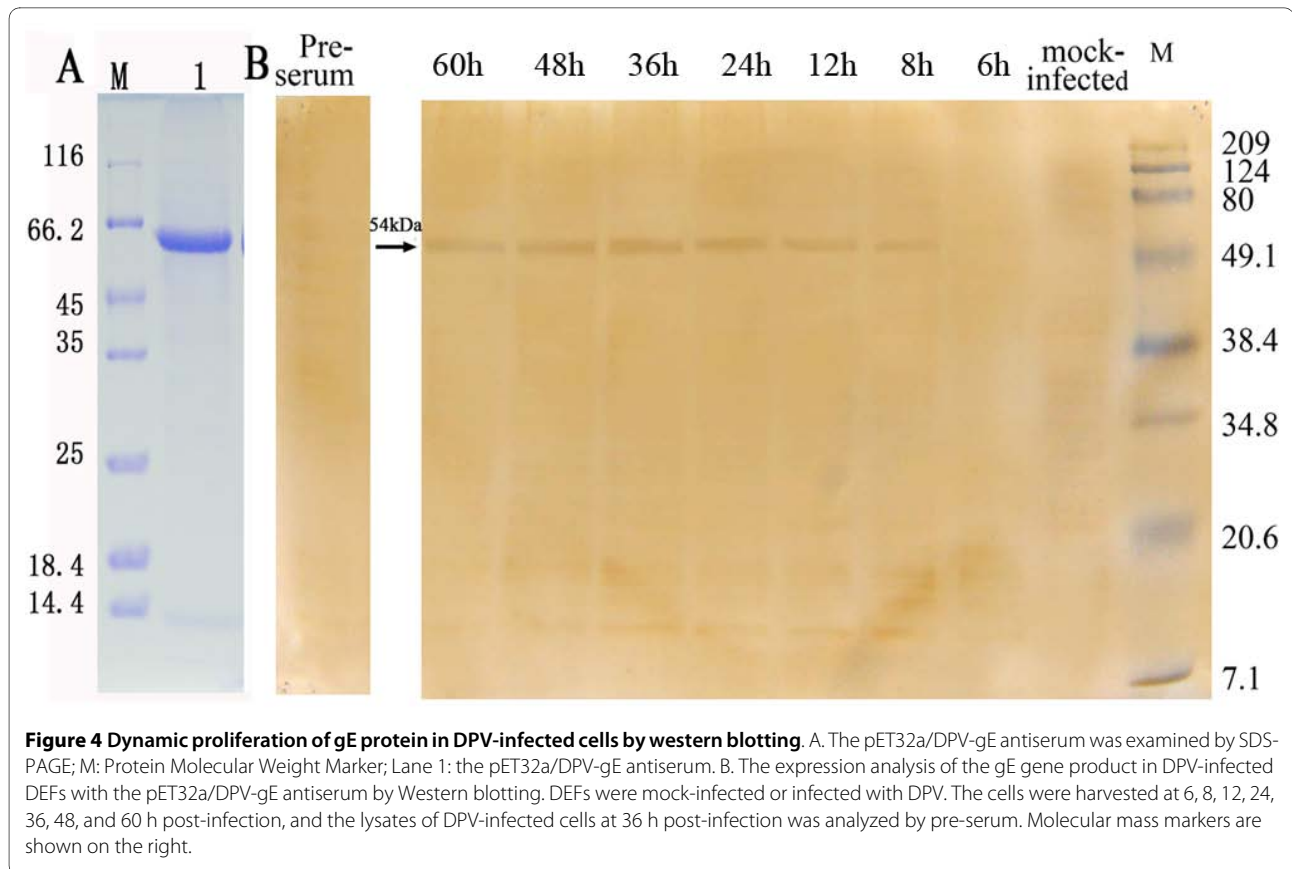 A M 1 B Pre-
serum 60h 48h 36h 24h 12h 8h 6h mock-
infected M
116
66.2
45
35
25
18.4
14.4
54kDa
209
124
80
49.1
38.4
34.8
20.6
7.1
Figure 4 Dynamic proliferation of gE protein in DPV-infected cells by western blotting. A. The pET32a/DPV-gE antiserum was examined by SDS-
PAGE; M: Protein Molecular Weight Marker; Lane 1: the pET32a/DPV-gE antiserum. B. The expression analysis of the gE gene product in DPV-infected
DEFs with the pET32a/DPV-gE antiserum by Western blotting. DEFs were mock-infected or infected with DPV. The cells were harvested at 6, 8, 12, 24,
36, 48, and 60 h post-infection, and the lysates of DPV-infected cells at 36 h post-infection was analyzed by pre-serum. Molecular mass markers are
shown on the right.